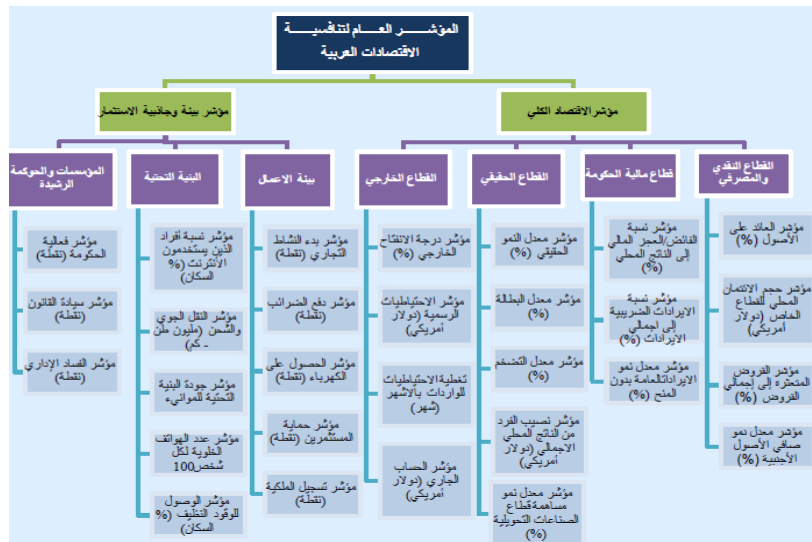 المؤشـــر العـــام لتنافسيـــة
الاقتصادات العربية
مؤشر الاقتصاد الكلي
مؤشر بيئة وجاذبية الاستثمار
القطاع النقدي
والمصرفي
قطاع مالية الحكومة
القطاع الحقيقي
القطاع الخارجي
بيئة الاعمال
البنية التحتية
المؤسسات والحوكمة
الرشيدة
مؤشر العائد على
الأصول (%)
مؤشر حجم الائتمان
المحلي للقطاع
الخاص (دولار
أمريكي)
مؤشر القروض
المتعثره إلى إجمالي
القروض (%)
مؤشر معدل نمو
صافي الأصول
الأجنبية (%)
مؤشر نسبة
الفائض/العجز المالي
إلى الناتج المحلي
(%)
مؤشر نسبة
الايرادات الضريبية
إلى اجمالي
الايرادات (%)
مؤشر معدل نمو
الايراداتالعامة بدون
المنح (%)
مؤشر معدل النمو
الحقيقي (%)
مؤشر معدل البطالة
(%)
مؤشر معدل التضخم
(%)
مؤشر نصيب الفرد
من الناتج المحلي
الاجمالي (دولار
أمريكي)
مؤشر معدل نمو
مساهمة قطاع
الصناعات التحويلية
(%)
مؤشر درجة الانفتاح
الخارجي (%)
مؤشر الاحتياطيات
الرسمية (دولار
أمريكي)
تغطية الاحتياطيات
للواردات بالاشهر
(شهر)
مؤشر الحساب
الجاري (دولار
أمريكي)
مؤشر بدء النشاط
التجاري (نقطة)
مؤشر دفع الضرائب
(نقطة)
مؤشر الحصول على
الكهرباء (نقطة)
مؤشر حماية
المستثمرين (نقطة)
مؤشر تسجيل الملكية
(نقطة)
مؤشر نسبة أفراد
الذين يستخدمون
الأنترنت (%
السكان)
مؤشر النقل الجوي
والشحن (مليون طن
- كم)
مؤشر جودة البنية
التحتية للموانيء
مؤشر عدد الهواتف
الخلوية لكل
100شخص
مؤشر الوصول
للوقود النظيف (%
السكان)
مؤشر فعالية
الحكومة (نقطة)
مؤشر سيادة القانون
(نقطة)
مؤشر الفساد الإداري
(نقطة)